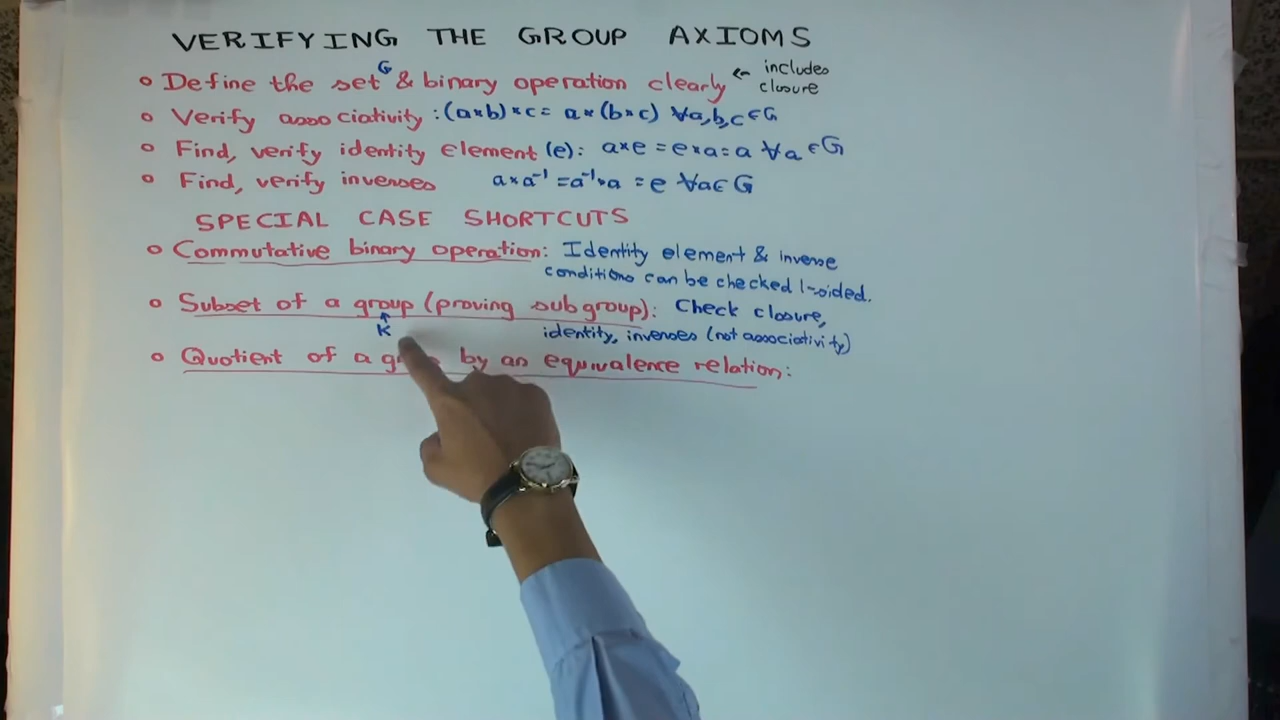 VERIFYING THE GROUP AXIOMS
• Define the set G & binary operation clearly ← includes closure
• Verify associativity : (a*b)*c = a*(b*c) ∀a,b,c ∈ G
• Find, verify identity element (e): a*e = e*a = a ∀a ∈ G
• Find, verify inverses a*a⁻¹ = a⁻¹*a = e ∀a ∈ G
SPECIAL CASE SHORTCUTS
• Commutative binary operation: Identity element & inverse
conditions can be checked 1-sided.
• Subset of a group (proving subgroup): Check closure,
↑
K
identity, inverses (not associativity)
• Quotient of a by an equivalence relation: